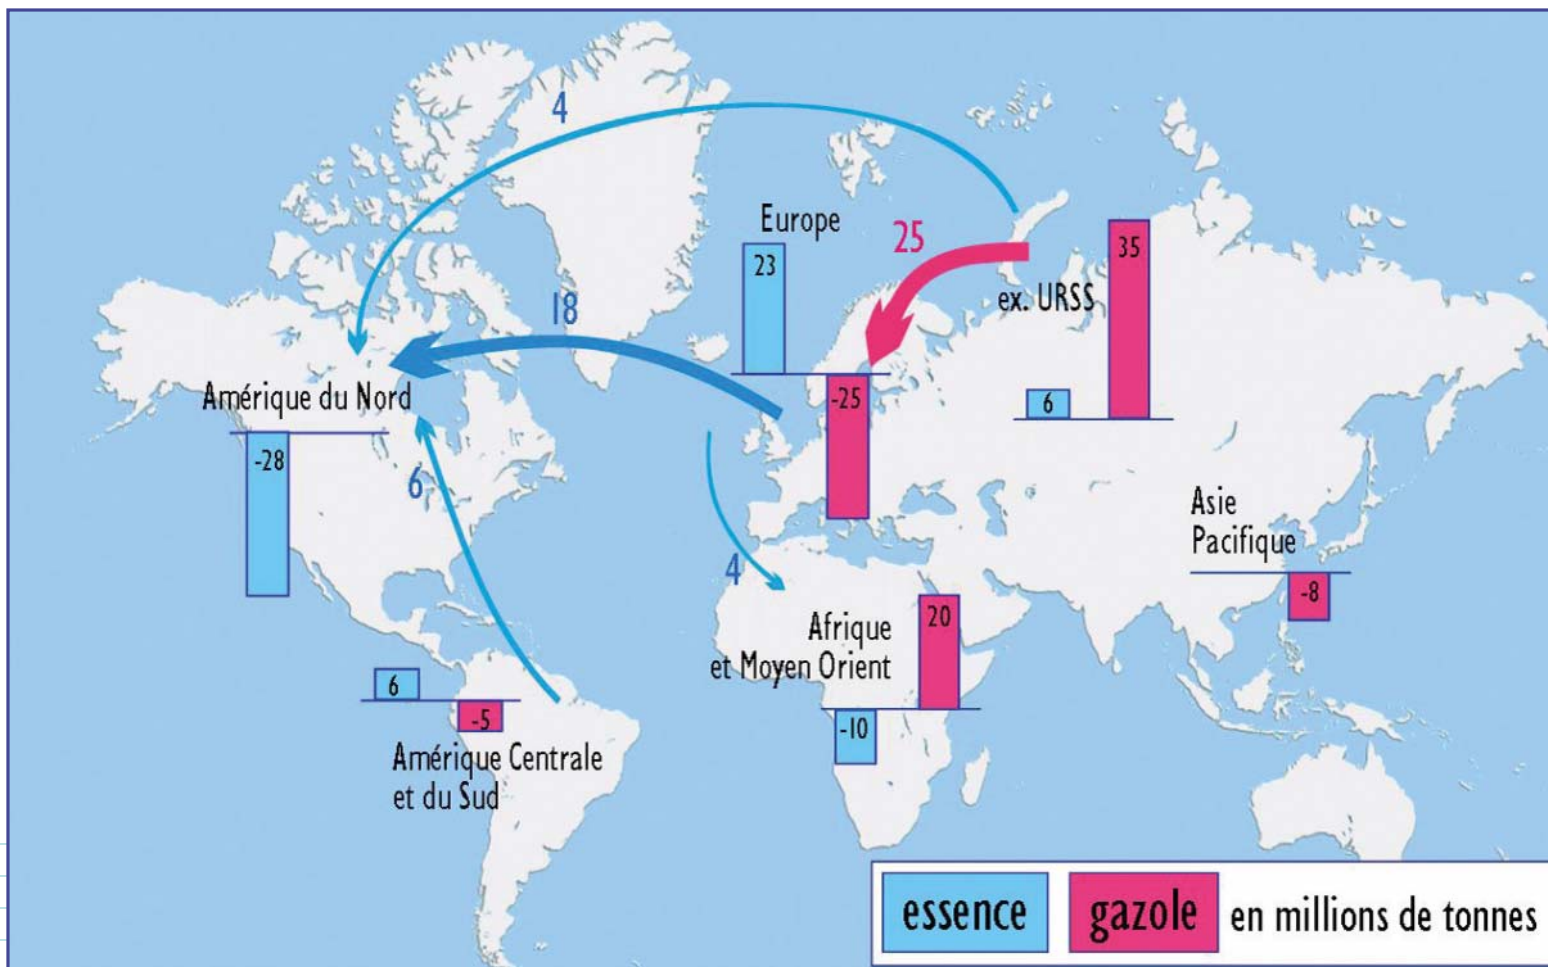 4
Europe
25
23
35
ex. URSS
18
-25
6
Amérique du Nord
-28
6
Asie
Pacifique
4
-8
Afrique
et Moyen Orient
20
6
-5
-10
Amérique Centrale
et du Sud
essence gazole en millions de tonnes